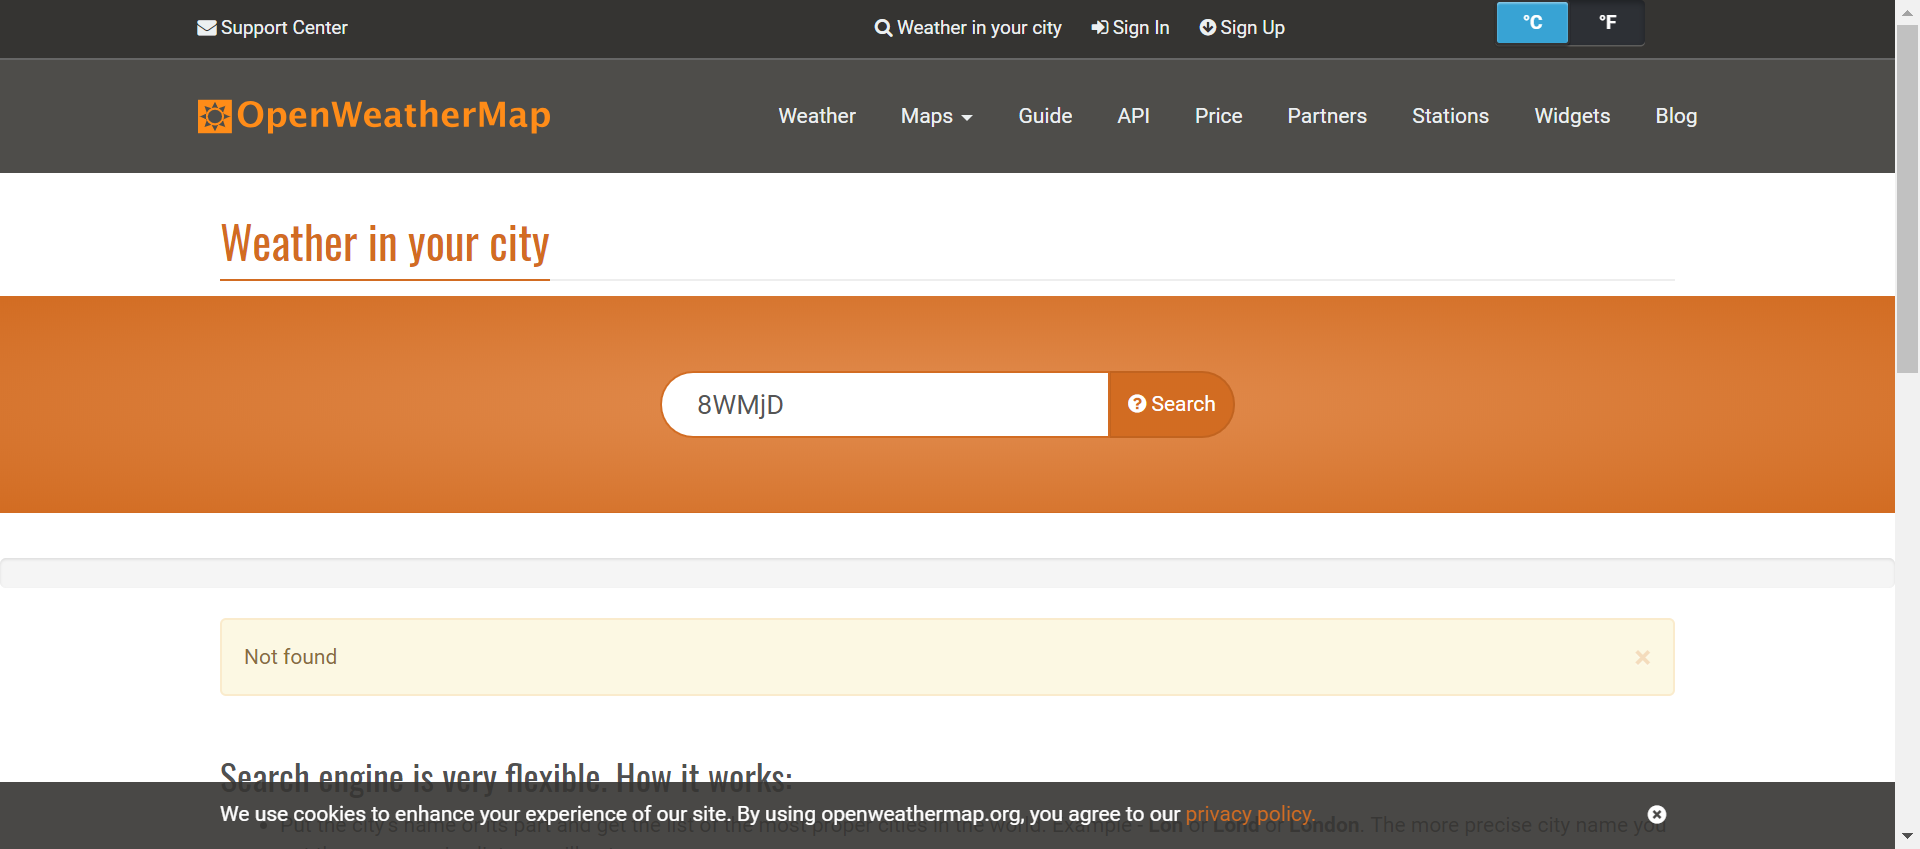 Support Center
Weather in your city
Sign In
Sign Up
°C
°F
OpenWeatherMap
Weather
Maps
Guide
API
Price
Partners
Stations
Widgets
Blog
Weather in your city
8WMjD
Search
Not found
×
Search engine is very flexible. How it works:
We use cookies to enhance your experience of our site. By using openweathermap.org, you agree to our privacy policy.
Put the city's name or its part and get the list of the most proper cities in the world. Example - Lon or Lond or London. The more precise city name you